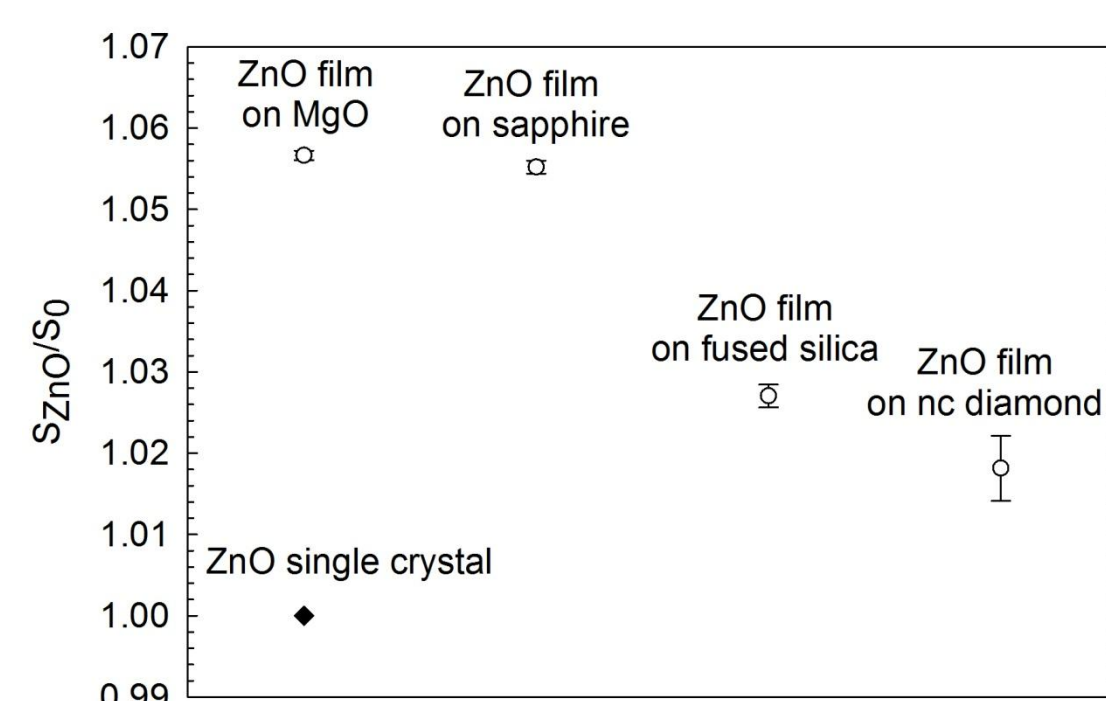 1.07
1.06
1.05
1.04
1.03
1.02
1.01
1.00
0.99
SZnO/S0
ZnO film
on MgO
ZnO film
on sapphire
ZnO film
on fused silica
ZnO film
on nc diamond
ZnO single crystal